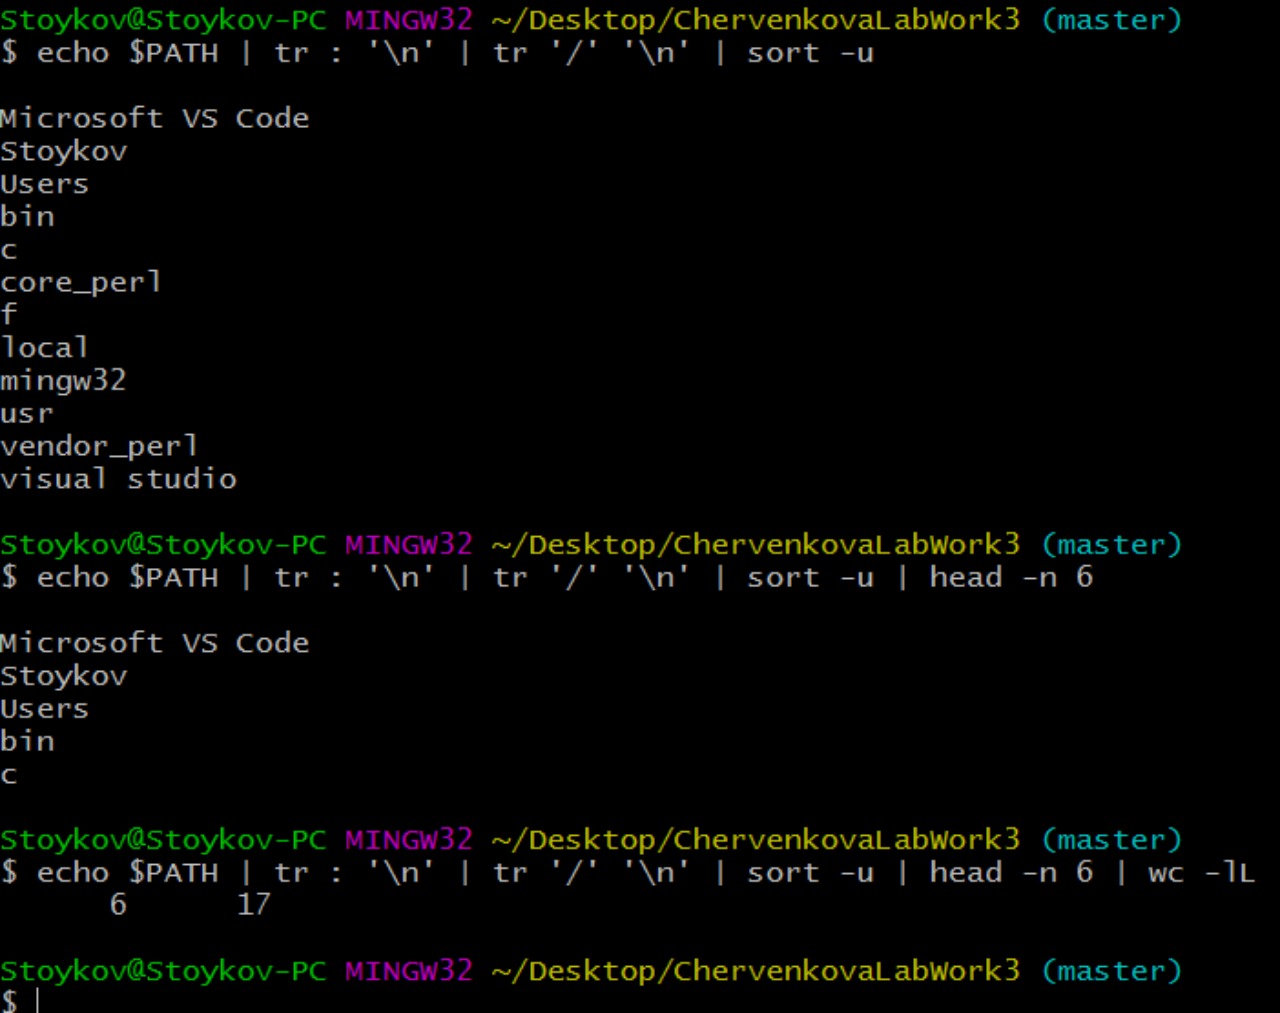 Stoykov@Stoykov-PC MINGW32 ~/Desktop/ChervenkovaLabWork3 (master)
$ echo $PATH | tr : '\n' | tr '/' '\n' | sort -u
Microsoft VS Code
Stoykov
Users
bin
c
core_perl
f
local
mingw32
usr
vendor_perl
visual studio
Stoykov@Stoykov-PC MINGW32 ~/Desktop/ChervenkovaLabWork3 (master)
$ echo $PATH | tr : '\n' | tr '/' '\n' | sort -u | head -n 6
Microsoft VS Code
Stoykov
Users
bin
c
Stoykov@Stoykov-PC MINGW32 ~/Desktop/ChervenkovaLabWork3 (master)
$ echo $PATH | tr : '\n' | tr '/' '\n' | sort -u | head -n 6 | wc -lL
6 17
Stoykov@Stoykov-PC MINGW32 ~/Desktop/ChervenkovaLabWork3 (master)
$